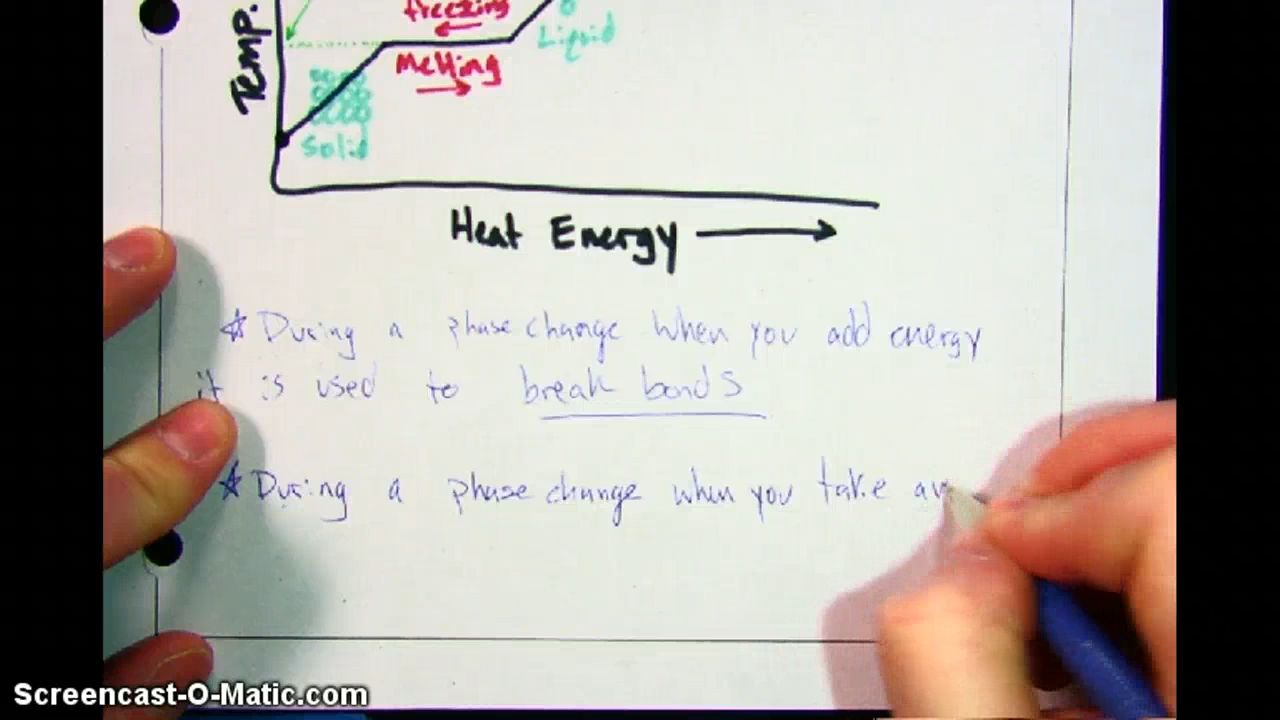 Temp.
freezing
Liquid
Melting
Solid
Heat Energy
* During a phase change when you add energy
it is used to break bonds
* During a phase change when you take aw
Screencast-O-Matic.com